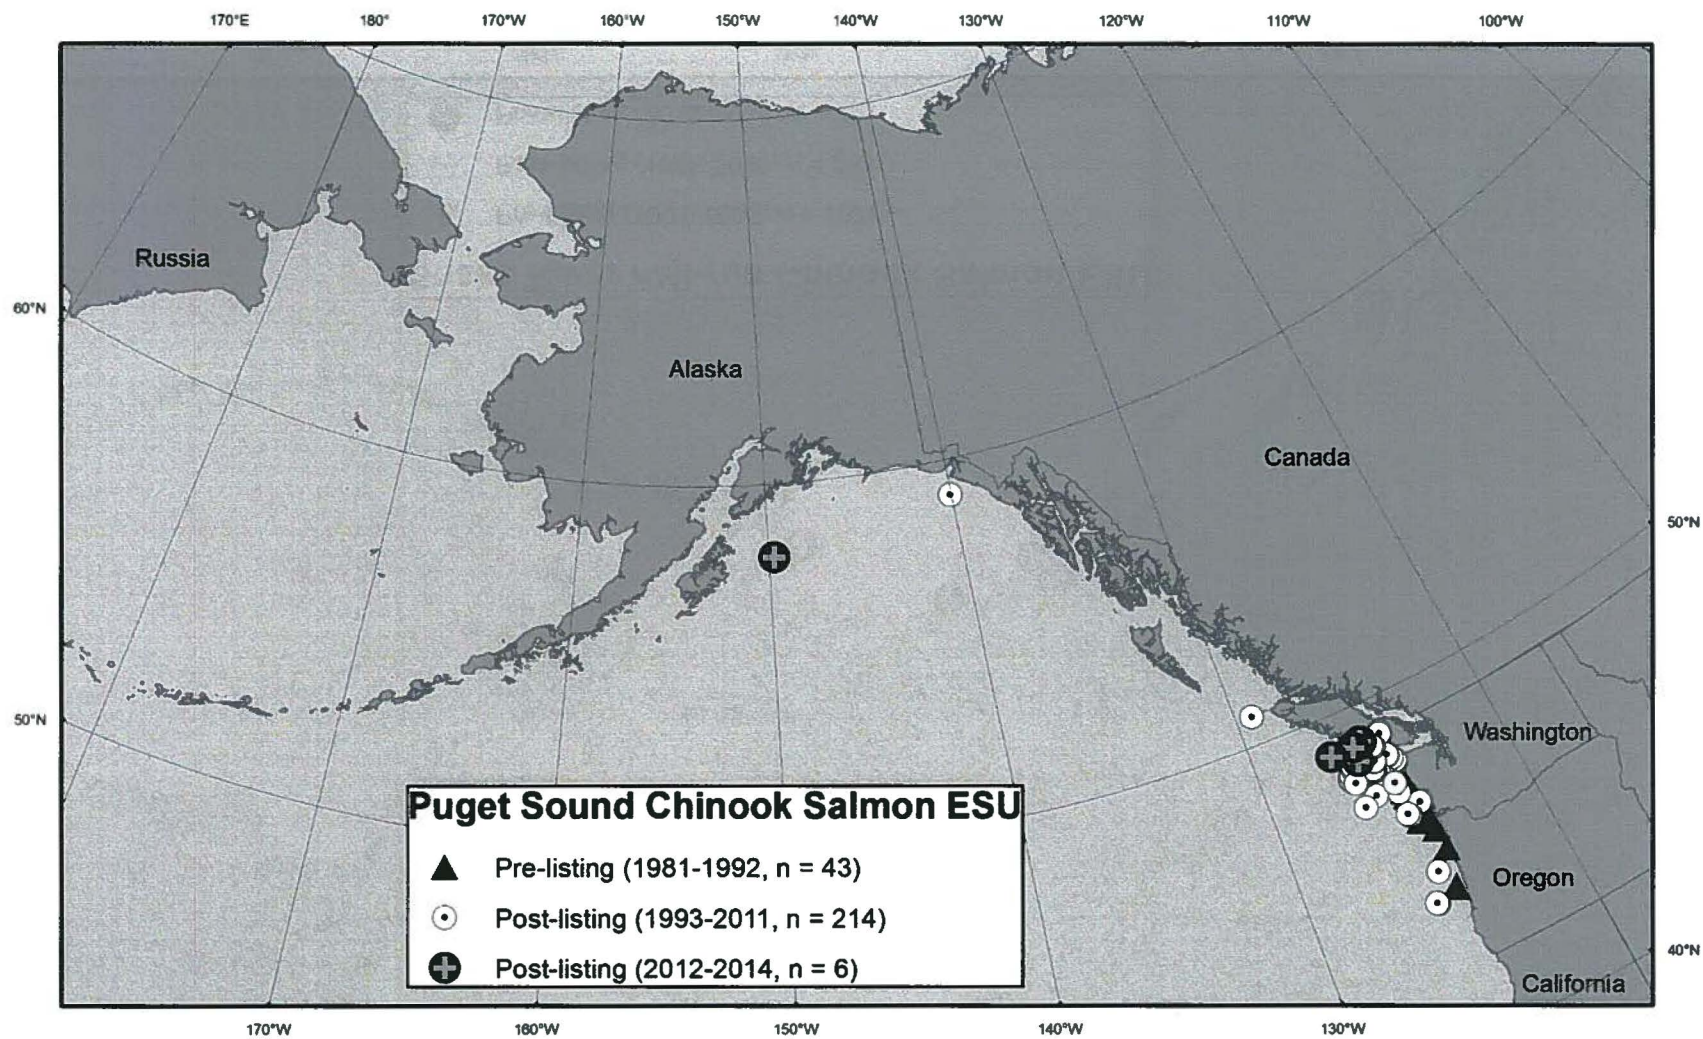 170°E 180° 170°W 160°W 150°W 140°W 130°W 120°W 110°W 100°W
Russia
60°N
Alaska
Canada
50°N
50°N
Washington
Puget Sound Chinook Salmon ESU
Pre-listing (1981-1992, n = 43)
Oregon
Post-listing (1993-2011, n = 214)
40°N
Post-listing (2012-2014, n = 6)
California
170°W 160°W 150°W 140°W 130°W